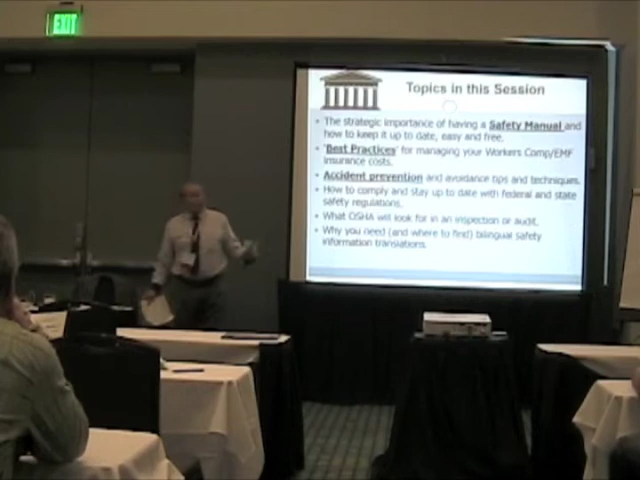 EXIT
Topics in this Session
• The strategic importance of having a Safety Manual and
how to keep it up to date, easy and free.
• 'Best Practices' for managing your Workers Comp/EMF
insurance costs.
• Accident prevention and avoidance tips and techniques.
• How to comply and stay up to date with federal and state
safety regulations.
• What OSHA will look for in an inspection or audit.
• Why you need (and where to find) bilingual safety
information translations.